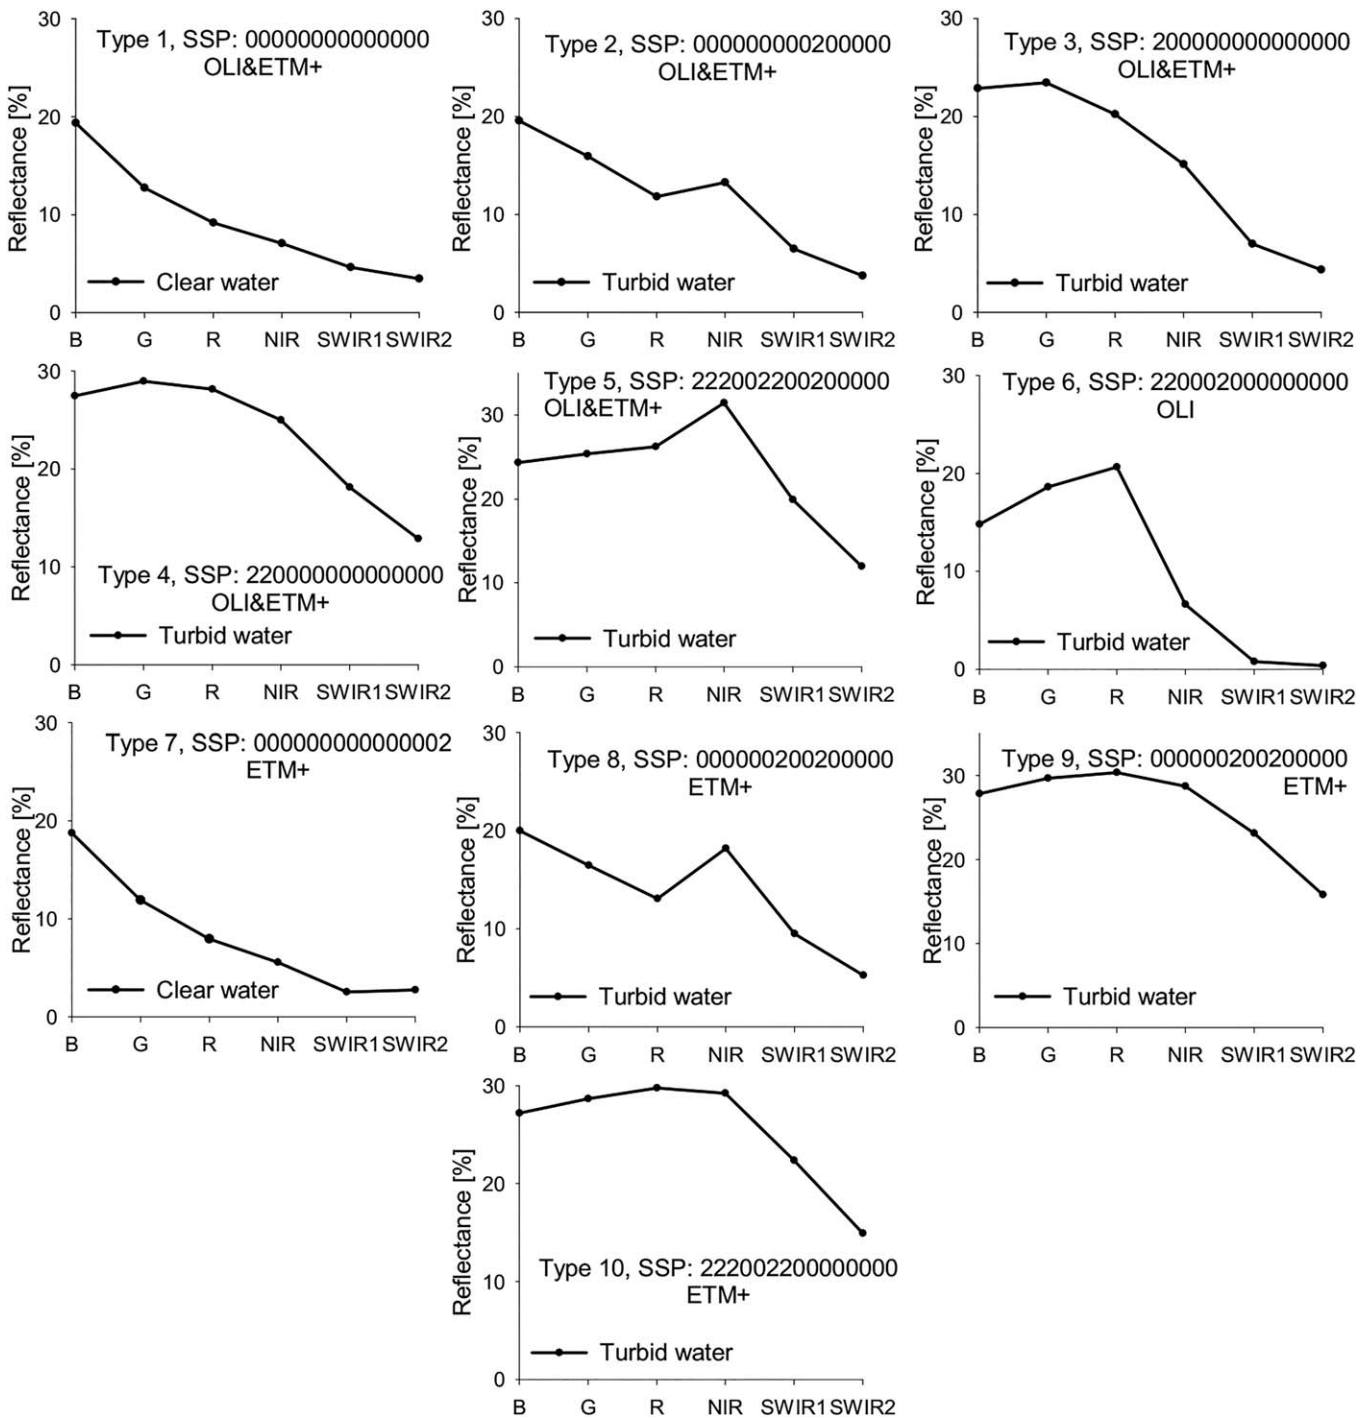 30
Type 1, SSP: 00000000000000
OLI&ETM+
20
10
0
Reflectance [%]
Clear water
B G R NIR SWIR1 SWIR2
30
Type 2, SSP: 000000000200000
OLI&ETM+
20
10
0
Reflectance [%]
Turbid water
B G R NIR SWIR1 SWIR2
30
Type 3, SSP: 200000000000000
OLI&ETM+
20
10
0
Reflectance [%]
Turbid water
B G R NIR SWIR1 SWIR2
30
20
10
0
Reflectance [%]
Type 4, SSP: 220000000000000
OLI&ETM+
Turbid water
B G R NIR SWIR1 SWIR2
Type 5, SSP: 222002200200000
OLI&ETM+
30
20
10
0
Reflectance [%]
Turbid water
B G R NIR SWIR1 SWIR2
30
Type 6, SSP: 220002000000000
OLI
20
10
0
Reflectance [%]
Turbid water
B G R NIR SWIR1 SWIR2
30
Type 7, SSP: 000000000000002
ETM+
20
10
0
Reflectance [%]
Clear water
B G R NIR SWIR1 SWIR2
30
Type 8, SSP: 000000200200000
ETM+
20
10
0
Reflectance [%]
Turbid water
B G R NIR SWIR1 SWIR2
Type 9, SSP: 000000200200000
ETM+
30
20
10
0
Reflectance [%]
Turbid water
B G R NIR SWIR1 SWIR2
30
20
10
0
Reflectance [%]
Type 10, SSP: 222002200000000
ETM+
Turbid water
B G R NIR SWIR1 SWIR2